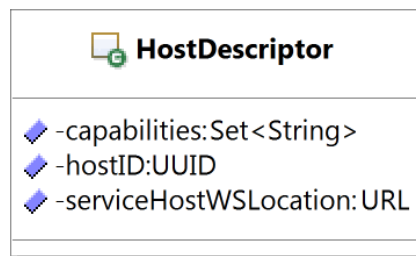 HostDescriptor
-capabilities:Set<String>
-hostID:UUID
-serviceHostWSLocation:URL